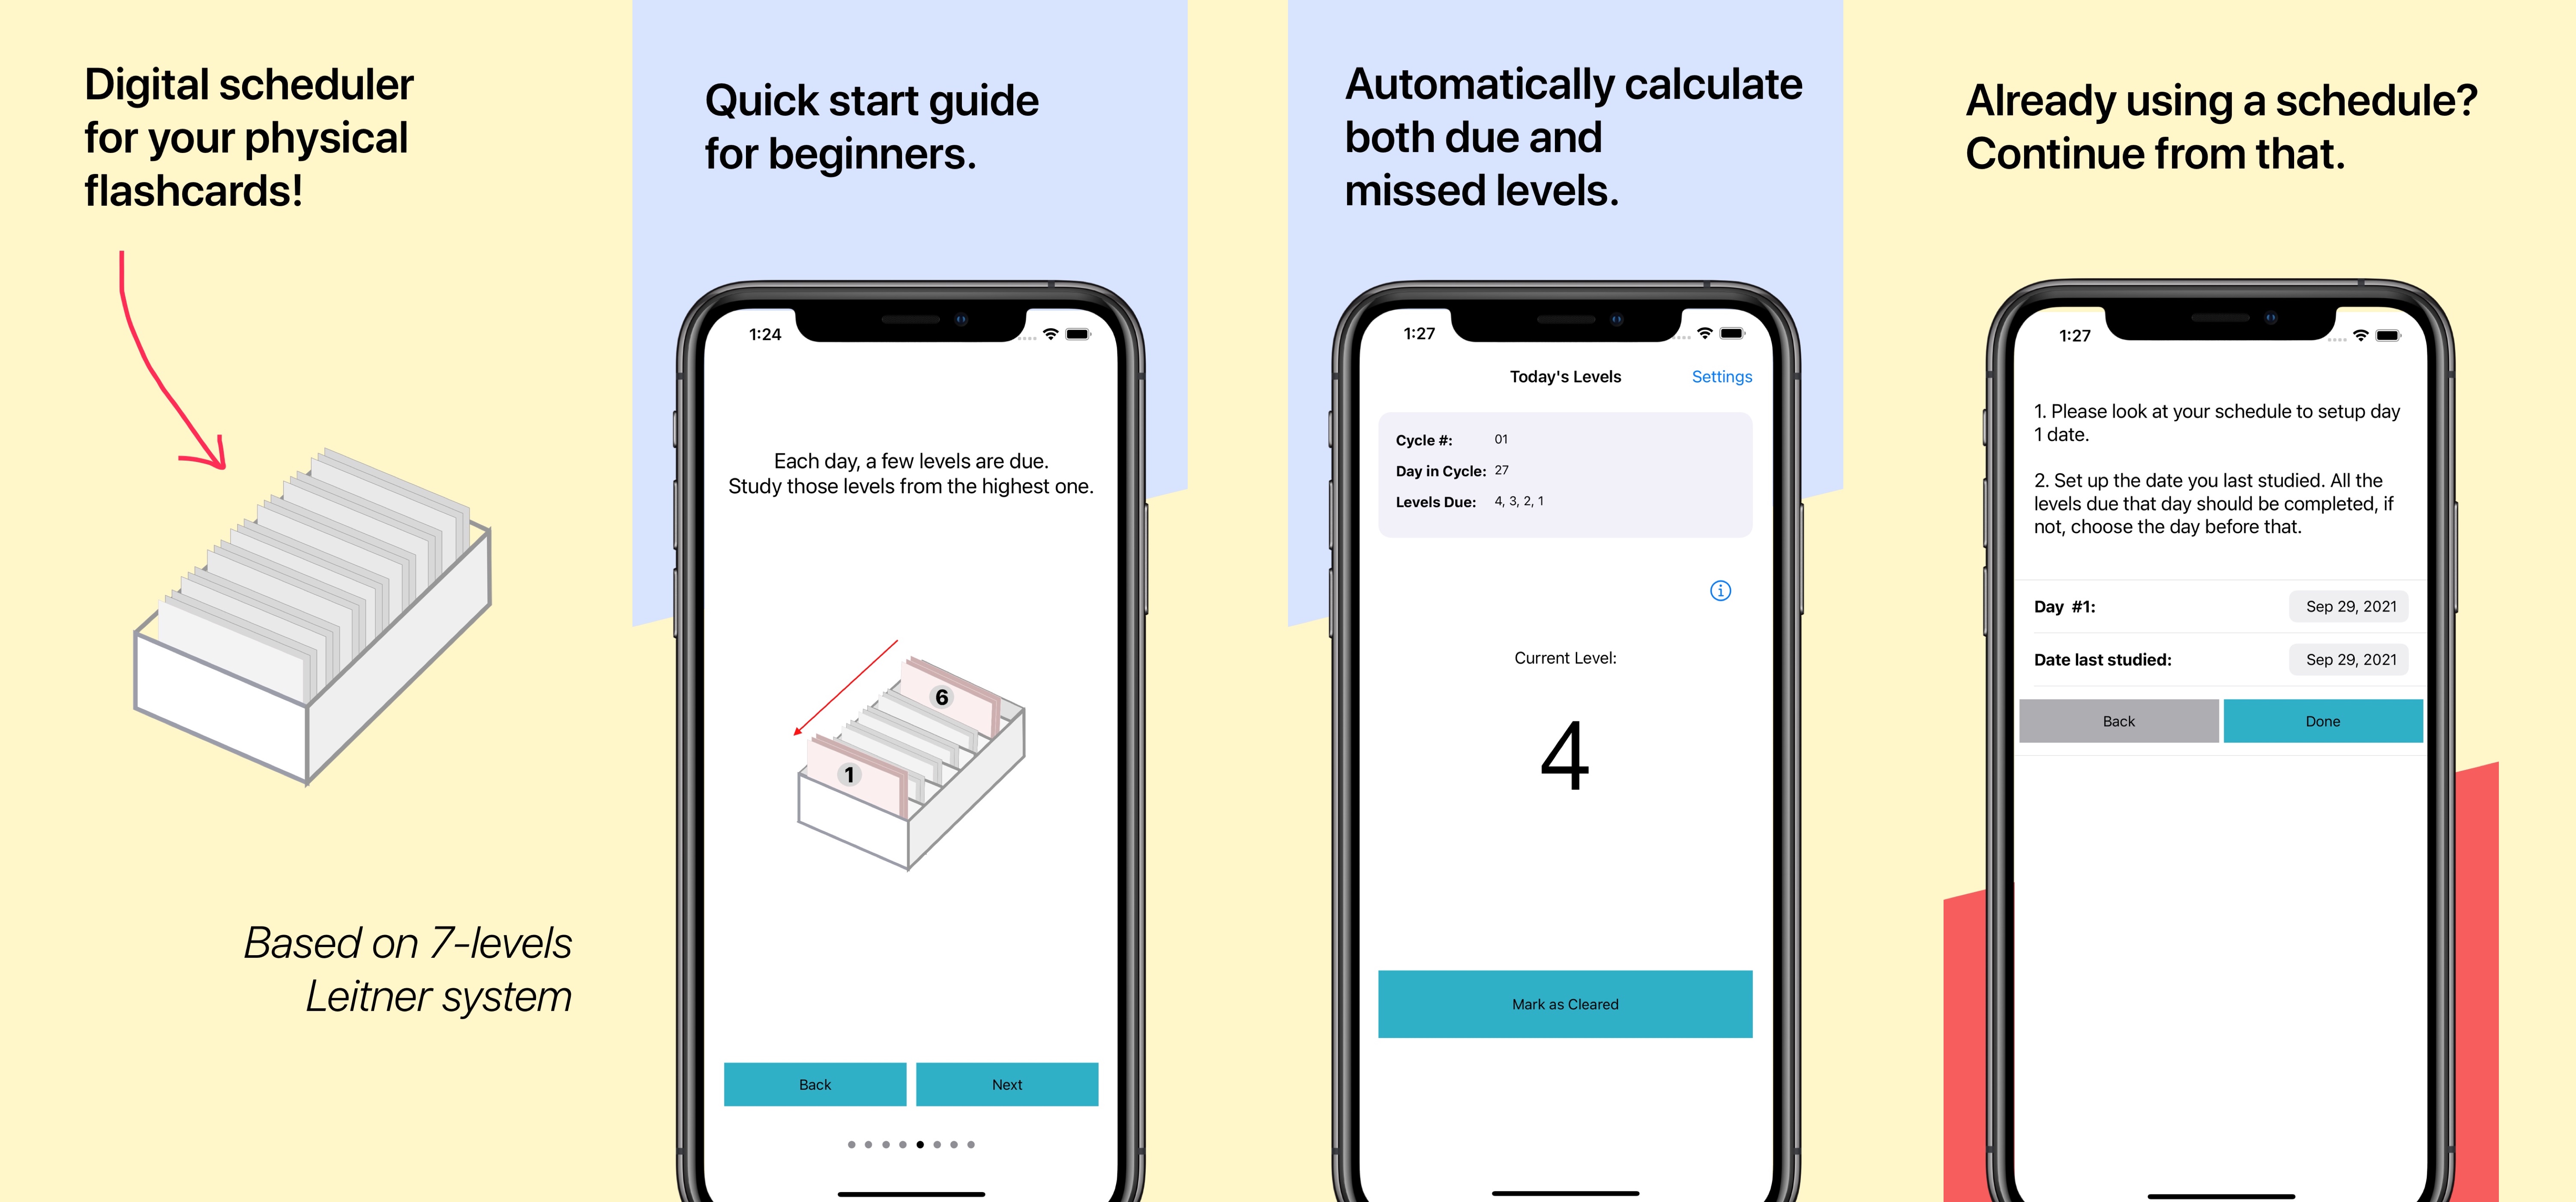 Digital scheduler
for your physical
flashcards!
Based on 7-levels
Leitner system
Quick start guide
for beginners.
1:24
Each day, a few levels are due.
Study those levels from the highest one.
6
1
Back
Next
Automatically calculate
both due and
missed levels.
1:27
Today's Levels
Settings
Cycle #: 01
Day in Cycle: 27
Levels Due: 4, 3, 2, 1
Current Level:
4
Mark as Cleared
Already using a schedule?
Continue from that.
1:27
1. Please look at your schedule to setup day
1 date.
2. Set up the date you last studied. All the
levels due that day should be completed, if
not, choose the day before that.
Day #1: Sep 29, 2021
Date last studied: Sep 29, 2021
Back
Done